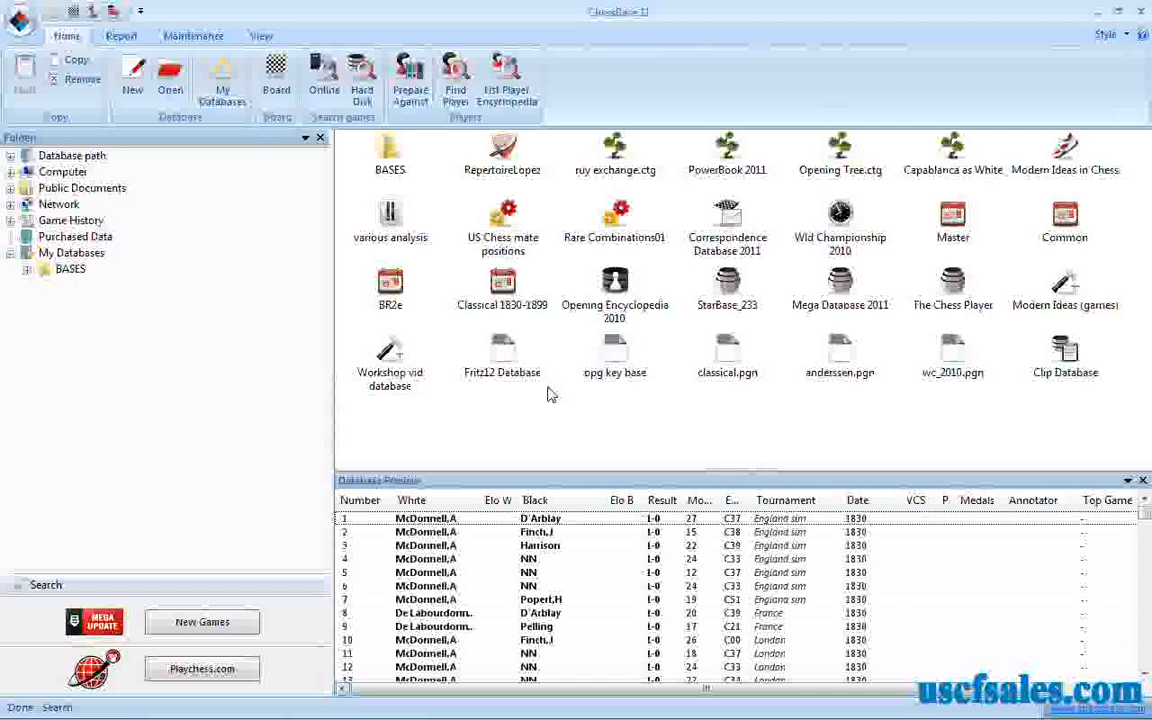 ChessBase 11
Home Report Maintenance View Style
Copy
Remove
New Open My Databases Board Online Hard Disk Prepare Against Find Player List Player Encyclopedia
Copy Database Board Search games Players
Folders
Database path
Computer
Public Documents
Network
Game History
Purchased Data
My Databases
BASES
BASES RepertoireLopez ruy exchange.ctg PowerBook 2011 Opening Tree.ctg Capablanca as White Modern Ideas in Chess
various analysis US Chess mate positions Rare Combinations01 Correspondence Database 2011 Wld Championship 2010 Master Common
BR2e Classical 1830-1899 Opening Encyclopedia 2010 StarBase_233 Mega Database 2011 The Chess Player Modern Ideas (games)
Workshop vid database Fritz12 Database opg key base classical.pgn anderssen.pgn wc_2010.pgn Clip Database
Database Preview
Number White Elo W Black Elo B Result Mo... E... Tournament Date VCS P Medals Annotator Top Game
1 McDonnell,A D'Arblay 1-0 27 C37 England sim 1830 -
2 McDonnell,A Finch,J 1-0 15 C38 England sim 1830 -
3 McDonnell,A Harrison 1-0 22 C39 England sim 1830 -
4 McDonnell,A NN 1-0 24 C33 England sim 1830 -
5 McDonnell,A NN 1-0 12 C37 England sim 1830 -
6 McDonnell,A NN 1-0 24 C33 England sim 1830 -
7 McDonnell,A Popert,H 1-0 19 C51 England sim 1830 -
8 De Labourdonn.. D'Arblay 1-0 20 C39 France 1830 -
9 De Labourdonn.. Pelling 1-0 17 C21 France 1830 -
10 McDonnell,A Finch,J 1-0 26 C00 London 1830 -
11 McDonnell,A NN 1-0 18 C37 London 1830 -
12 McDonnell,A NN 1-0 24 C33 London 1830 -
13 McDonnell,A NN 1-0 27 C34 London 1830
Search
MEGA UPDATE New Games
Playchess.com
uscfsales.com
Done Search